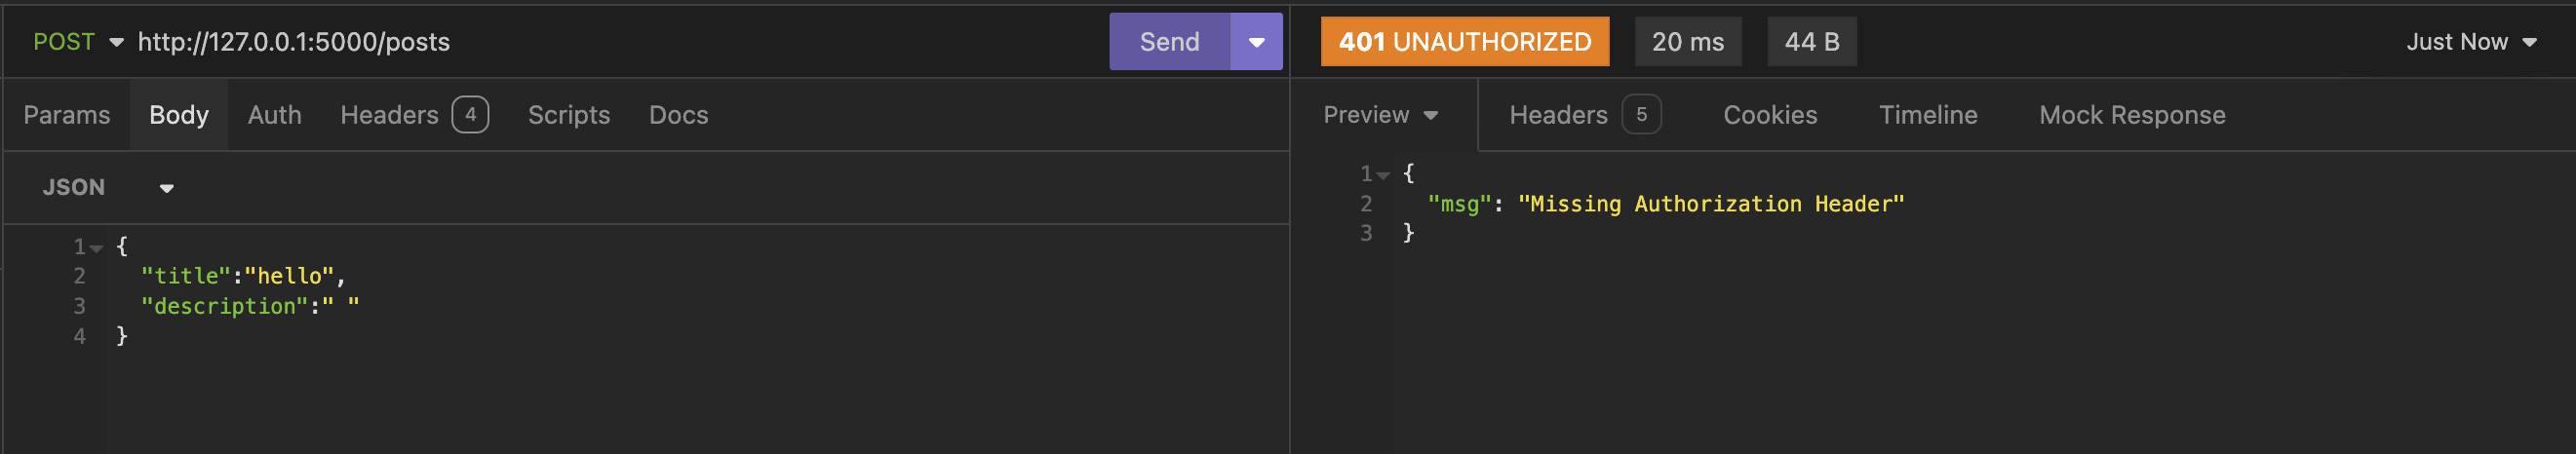 POST http://127.0.0.1:5000/posts Send
Params Body Auth Headers 4 Scripts Docs
JSON
1 {
2 "title":"hello",
3 "description":" "
4 }
401 UNAUTHORIZED 20 ms 44 B Just Now
Preview Headers 5 Cookies Timeline Mock Response
1 {
2 "msg": "Missing Authorization Header"
3 }